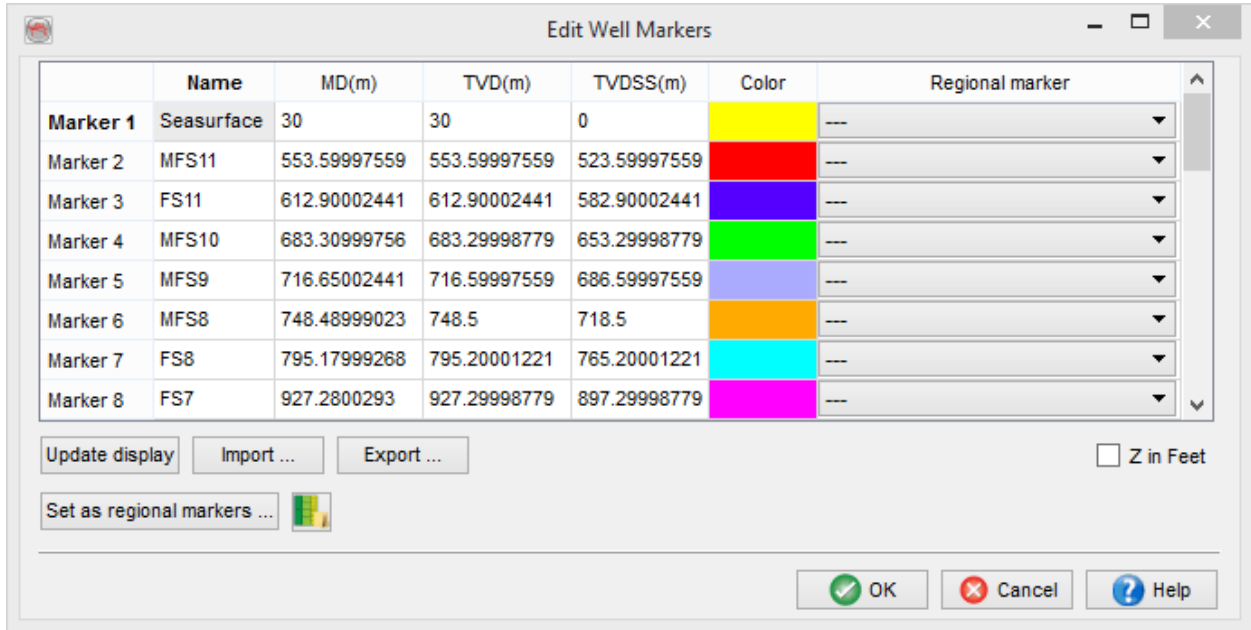 Edit Well Markers
Name MD(m) TVD(m) TVDSS(m) Color Regional marker
Marker 1 Seasurface 30 30 0 ---
Marker 2 MFS11 553.59997559 553.59997559 523.59997559 ---
Marker 3 FS11 612.90002441 612.90002441 582.90002441 ---
Marker 4 MFS10 683.30999756 683.29998779 653.29998779 ---
Marker 5 MFS9 716.65002441 716.59997559 686.59997559 ---
Marker 6 MFS8 748.48999023 748.5 718.5 ---
Marker 7 FS8 795.17999268 795.20001221 765.20001221 ---
Marker 8 FS7 927.2800293 927.29998779 897.29998779 ---
Update display Import ... Export ... Z in Feet
Set as regional markers ...
OK Cancel Help